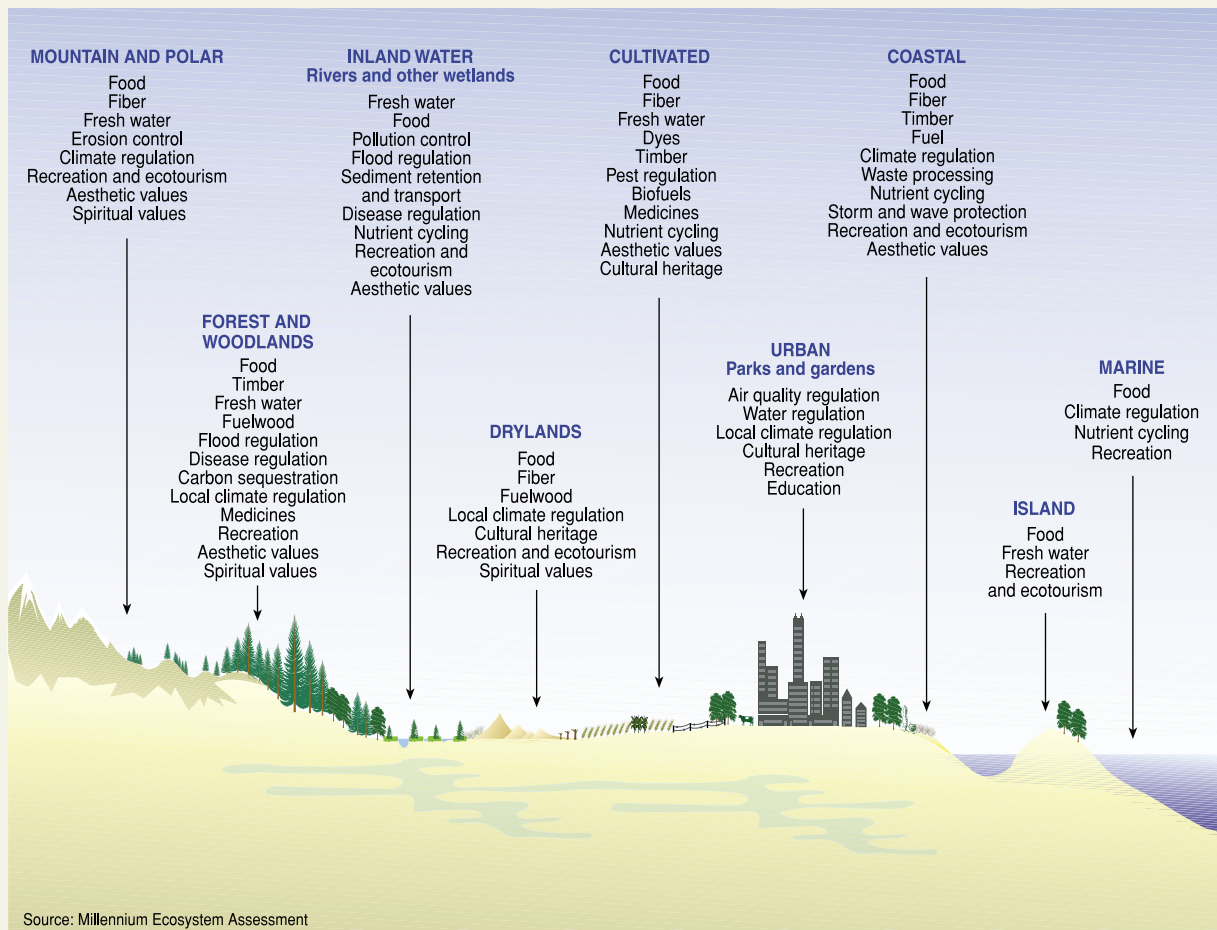 MOUNTAIN AND POLAR
Food
Fiber
Fresh water
Erosion control
Climate regulation
Recreation and ecotourism
Aesthetic values
Spiritual values
INLAND WATER
Rivers and other wetlands
Fresh water
Food
Pollution control
Flood regulation
Sediment retention
and transport
Disease regulation
Nutrient cycling
Recreation and
ecotourism
Aesthetic values
CULTIVATED
Food
Fiber
Fresh water
Dyes
Timber
Pest regulation
Biofuels
Medicines
Nutrient cycling
Aesthetic values
Cultural heritage
COASTAL
Food
Fiber
Timber
Fuel
Climate regulation
Waste processing
Nutrient cycling
Storm and wave protection
Recreation and ecotourism
Aesthetic values
FOREST AND
WOODLANDS
Food
Timber
Fresh water
Fuelwood
Flood regulation
Disease regulation
Carbon sequestration
Local climate regulation
Medicines
Recreation
Aesthetic values
Spiritual values
DRYLANDS
Food
Fiber
Fuelwood
Local climate regulation
Cultural heritage
Recreation and ecotourism
Spiritual values
URBAN
Parks and gardens
Air quality regulation
Water regulation
Local climate regulation
Cultural heritage
Recreation
Education
MARINE
Food
Climate regulation
Nutrient cycling
Recreation
ISLAND
Food
Fresh water
Recreation
and ecotourism
Source: Millennium Ecosystem Assessment